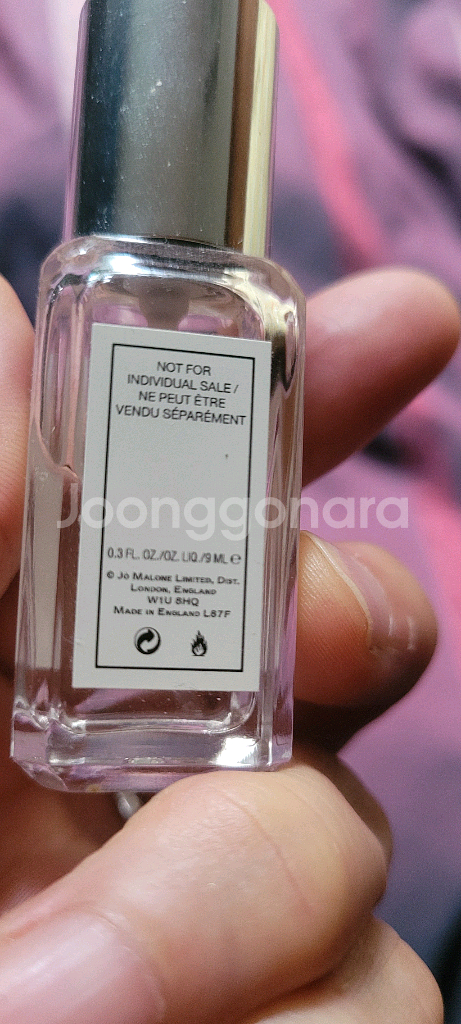 NOT FOR
INDIVIDUAL SALE /
NE PEUT ÊTRE
VENDU SÉPARÉMENT
Joonggonara
0.3 FL. OZ./OZ. LIQ./9 ML ℮
© JO MALONE LIMITED, DIST.
LONDON, ENGLAND
W1U 8HQ
MADE IN ENGLAND L87F